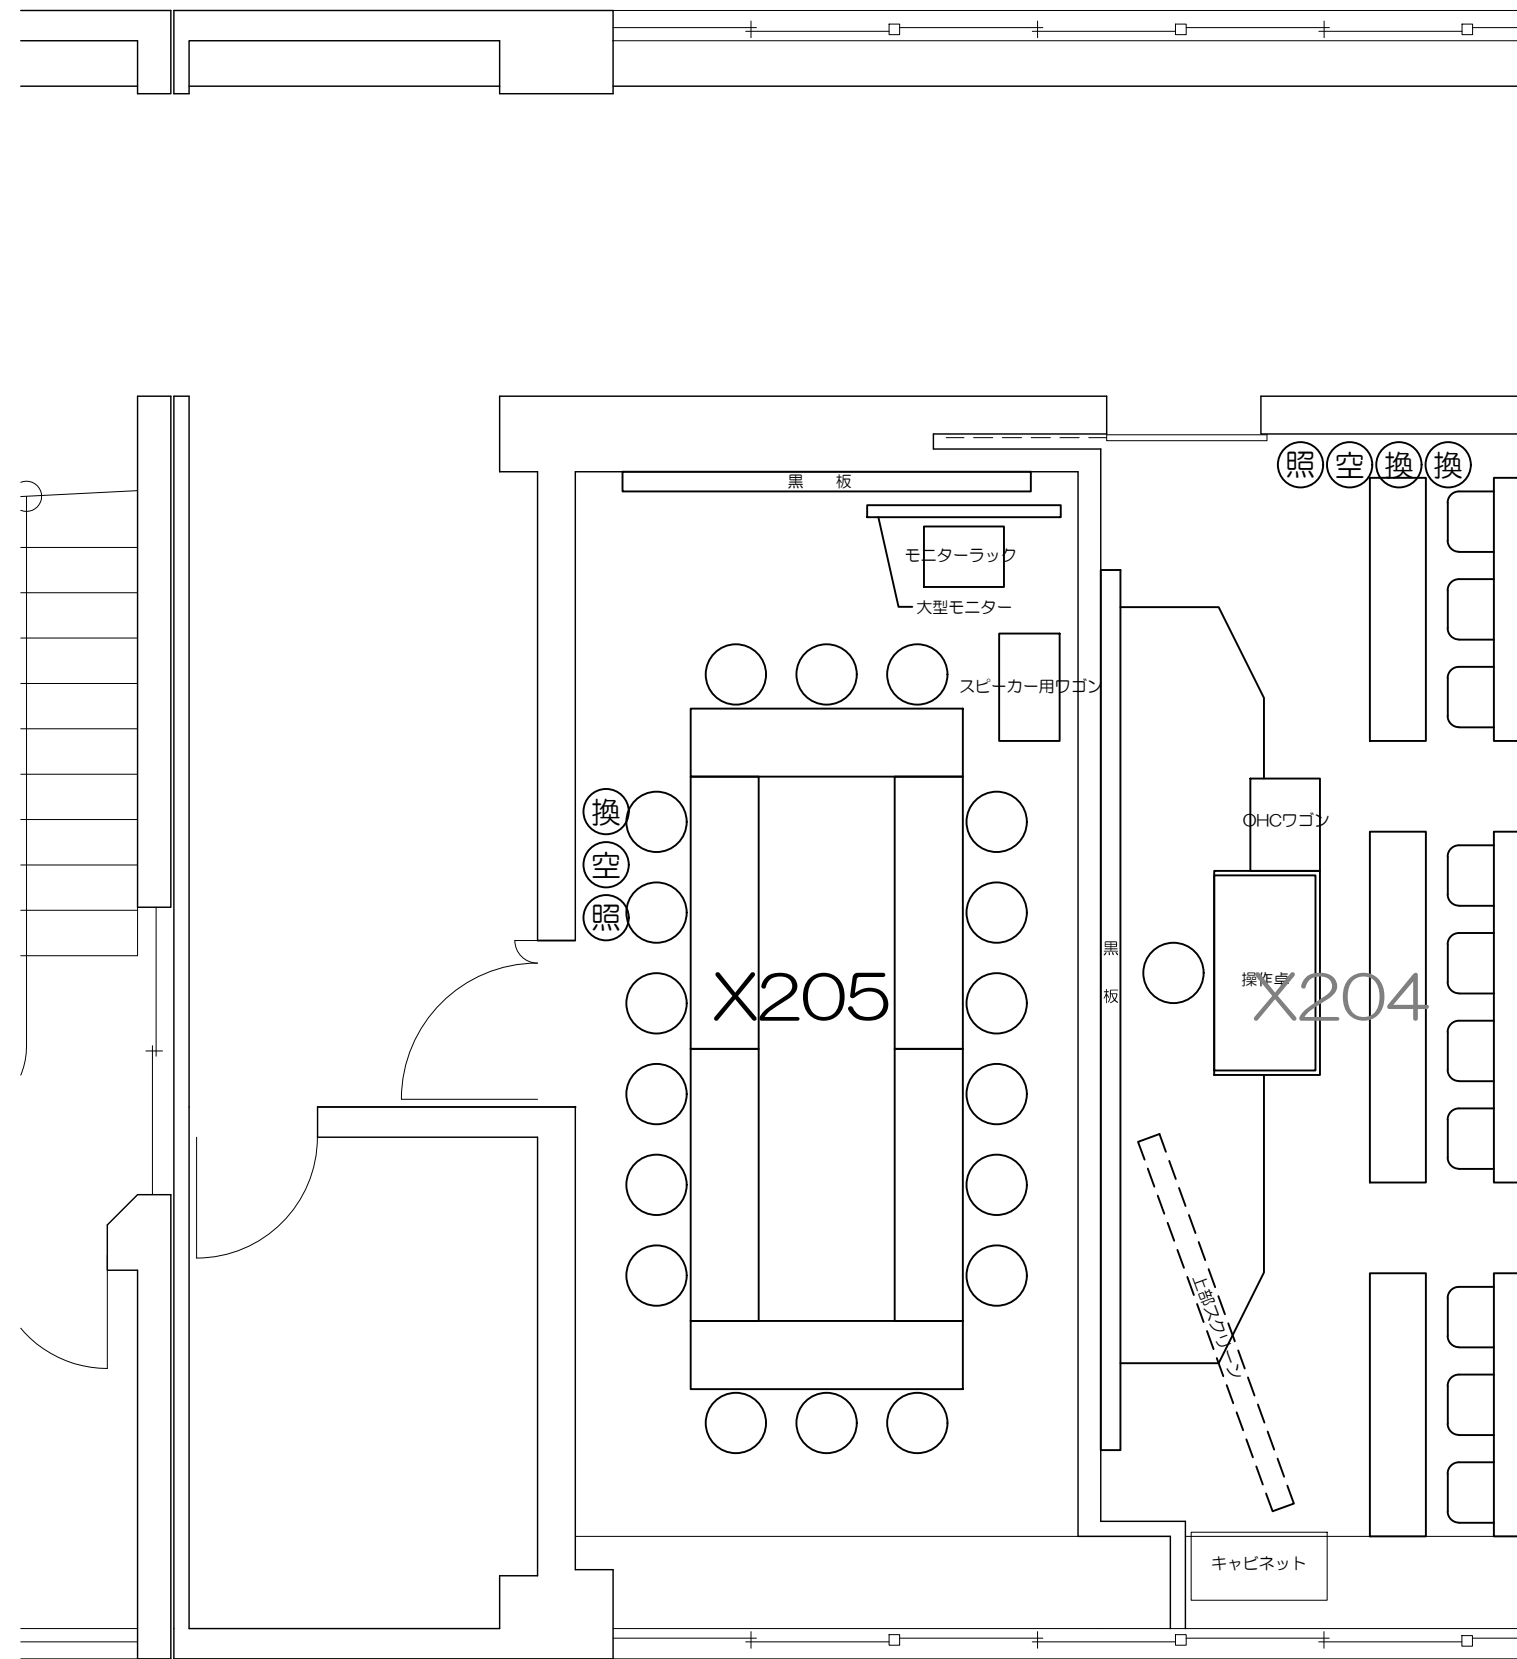 照 空 換 換
黒 板
モニターラック
大型モニター
スピーカー用ワゴン
換
空
照
OHCワゴン
黒 板
操作卓
X205
X204
上部スクリーン
キャビネット